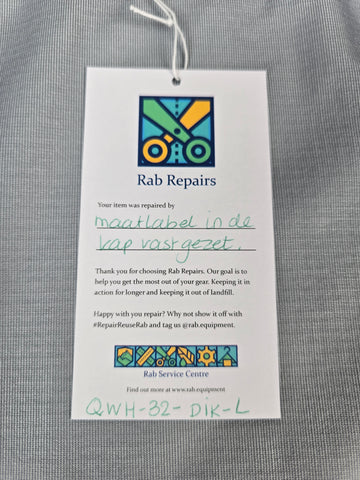 Rab Repairs
Your item was repaired by
maatlabel in de
kap vastgezet.
Thank you for choosing Rab Repairs. Our goal is to
help you get the most out of your gear. Keeping it in
action for longer and keeping it out of landfill.
Happy with you repair? Why not show it off with
#RepairReuseRab and tag us @rab.equipment.
Rab Service Centre
Find out more at www.rab.equipment
QWH-32-DIK-L